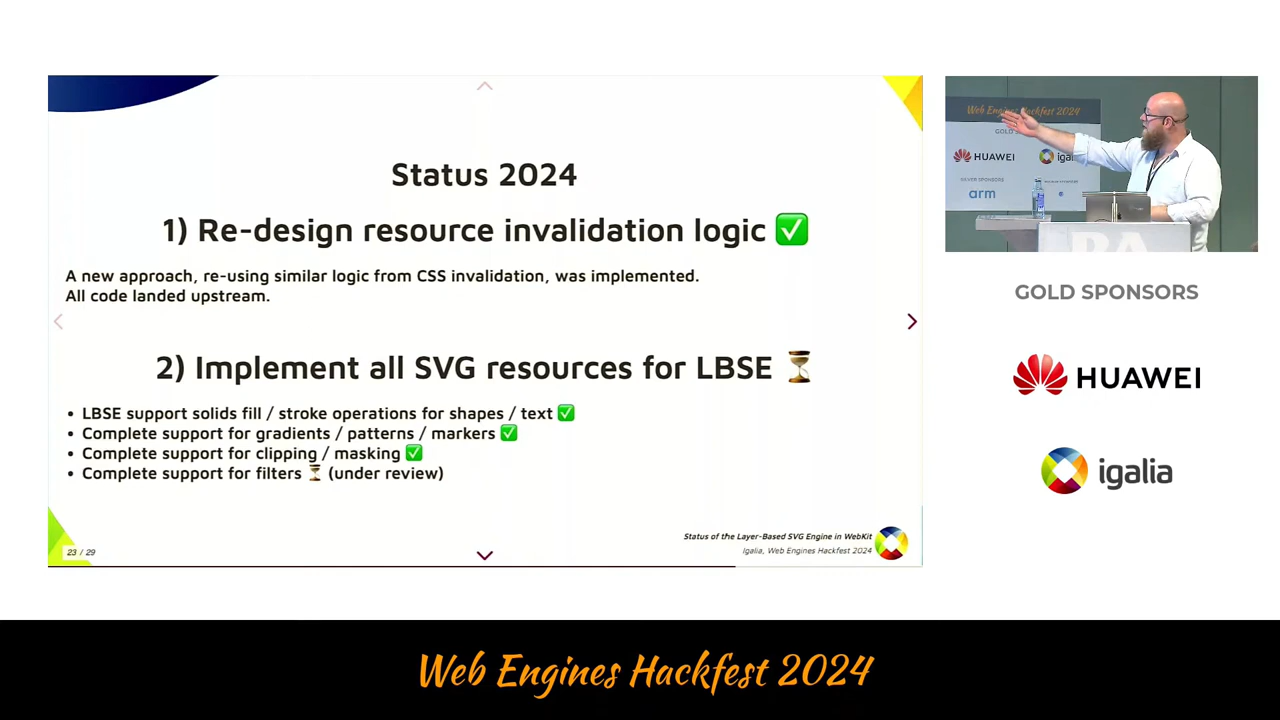 Status 2024
1) Re-design resource invalidation logic ✅
A new approach, re-using similar logic from CSS invalidation, was implemented.
All code landed upstream.
2) Implement all SVG resources for LBSE ⏳
• LBSE support solids fill / stroke operations for shapes / text ✅
• Complete support for gradients / patterns / markers ✅
• Complete support for clipping / masking ✅
• Complete support for filters ⏳ (under review)
23 / 29
Status of the Layer-Based SVG Engine in WebKit
Igalia, Web Engines Hackfest 2024
Web Engines Hackfest 2024
GOLD
HUAWEI
igal
SILVER SPONSORS
arm
GOLD SPONSORS
HUAWEI
igalia
Web Engines Hackfest 2024